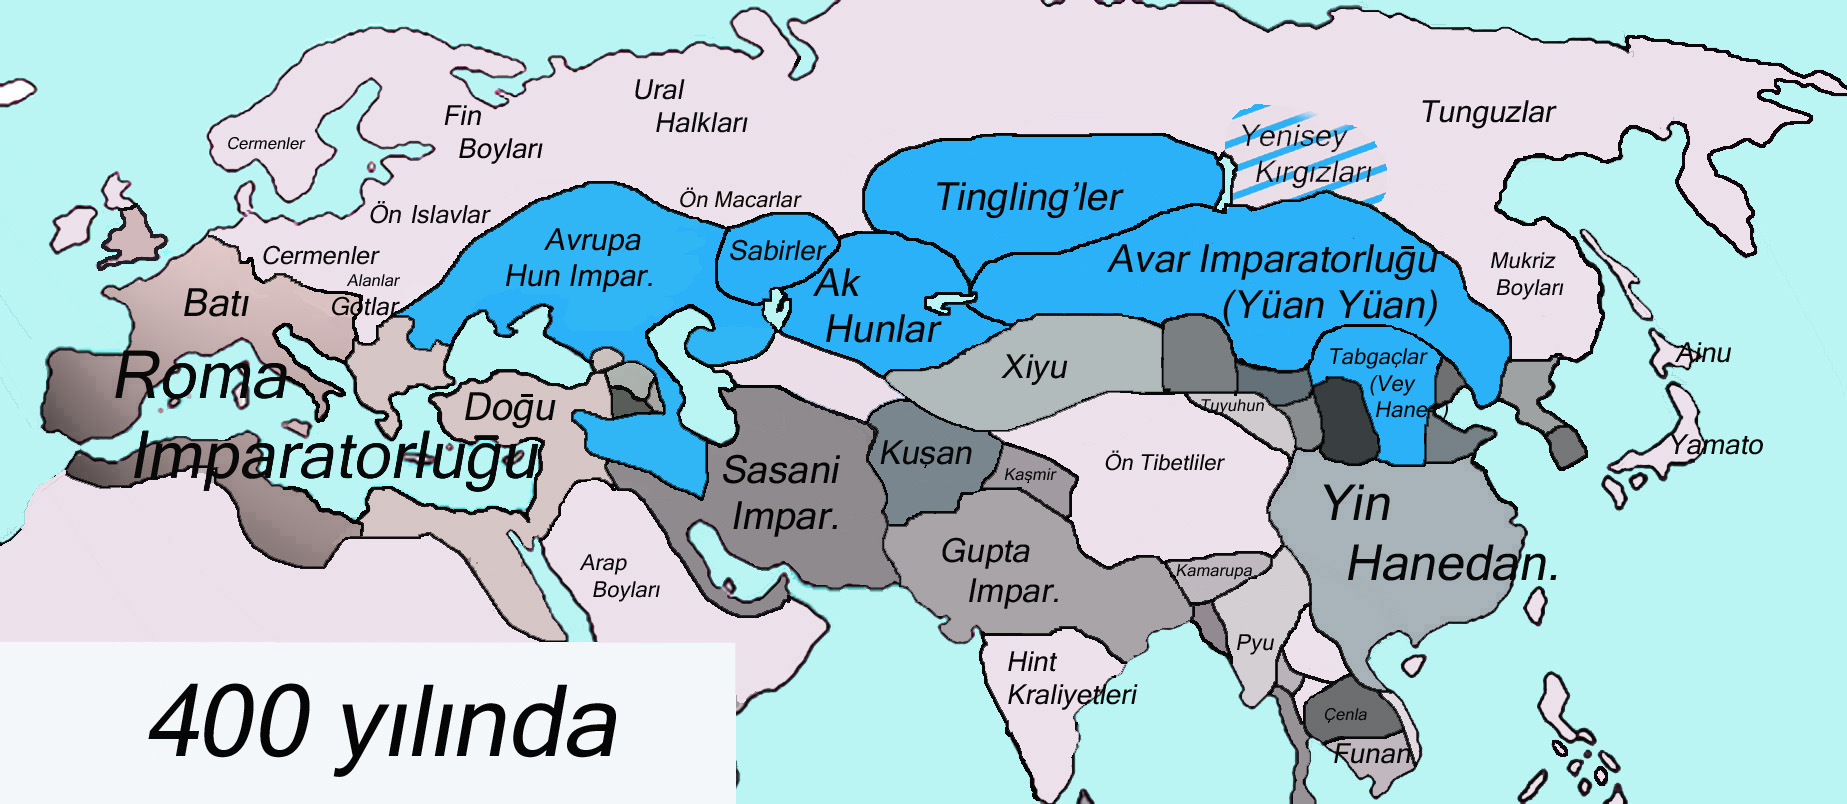 Ural
Halkları
Fin
Boyları
Cermenler
Tunguzlar
Yenisey
Kırgızları
Tingling’ler
Ön Macarlar
Ön Islavlar
Avrupa
Hun Impar.
Sabirler
Cermenler
Alanlar
Gotlar
Ak
Hunlar
Avar Imparatorluğu
(Yüan Yüan)
Mukriz
Boyları
Batı
Roma
Imparatorluğu
Doğu
Xiyu
Tabgaçlar
(Vey
Hane.)
Tuyuhun
Ainu
Yamato
Sasani
Impar.
Kuşan
Kaşmir
Ön Tibetliler
Yin
Hanedan.
Gupta
Impar.
Kamarupa
Arap
Boyları
Pyu
Hint
Kraliyetleri
Çenla
Funan
400 yılında